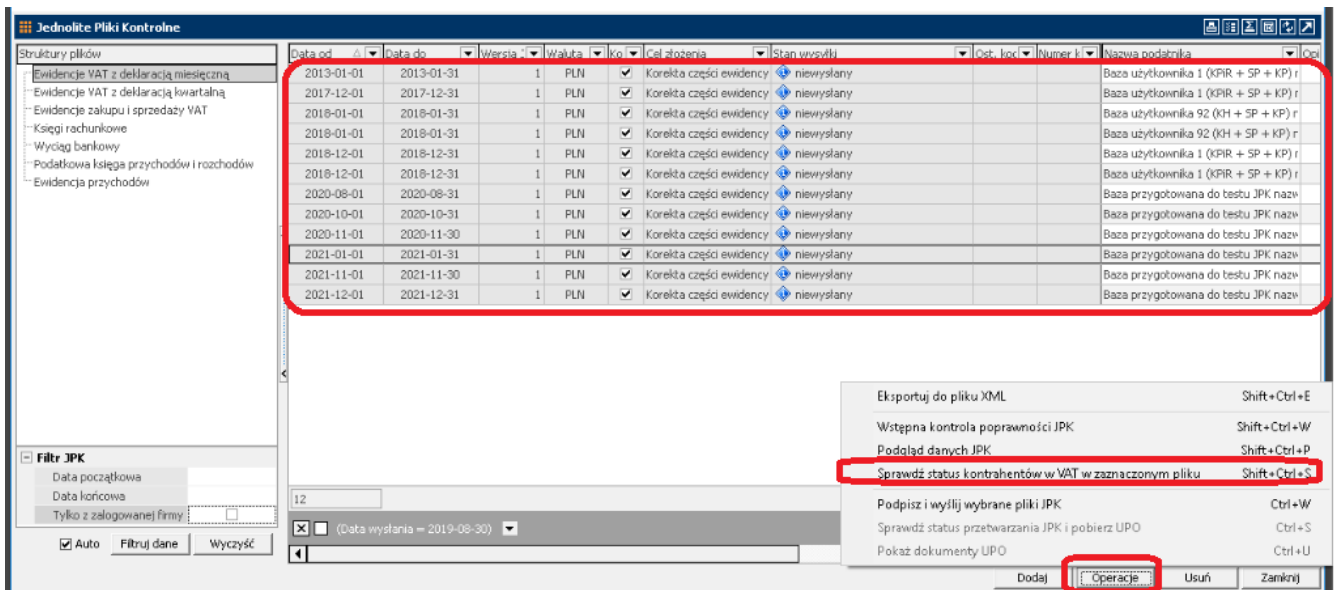 Jednolite Pliki Kontrolne
Struktury plików
Ewidencje VAT z deklaracją miesięczną
Ewidencje VAT z deklaracją kwartalną
Ewidencje zakupu i sprzedaży VAT
Księgi rachunkowe
Wyciąg bankowy
Podatkowa księga przychodów i rozchodów
Ewidencja przychodów
Data od Data do Wersja Waluta Ko Cel złożenia Stan wysyłki Ost. kod Numer k Nazwa podatnika Opi
2013-01-01 2013-01-31 1 PLN Korekta części ewidency niewysłany Baza użytkownika 1 (KPiR + SP + KP) r
2017-12-01 2017-12-31 1 PLN Korekta części ewidency niewysłany Baza użytkownika 1 (KPiR + SP + KP) r
2018-01-01 2018-01-31 1 PLN Korekta części ewidency niewysłany Baza użytkownika 92 (KH + SP + KP) r
2018-01-01 2018-01-31 1 PLN Korekta części ewidency niewysłany Baza użytkownika 92 (KH + SP + KP) r
2018-12-01 2018-12-31 1 PLN Korekta części ewidency niewysłany Baza użytkownika 1 (KPiR + SP + KP) r
2018-12-01 2018-12-31 1 PLN Korekta części ewidency niewysłany Baza użytkownika 1 (KPiR + SP + KP) r
2020-08-01 2020-08-31 1 PLN Korekta części ewidency niewysłany Baza przygotowana do testu JPK nazw
2020-10-01 2020-10-31 1 PLN Korekta części ewidency niewysłany Baza przygotowana do testu JPK nazw
2020-11-01 2020-11-30 1 PLN Korekta części ewidency niewysłany Baza przygotowana do testu JPK nazw
2021-01-01 2021-01-31 1 PLN Korekta części ewidency niewysłany Baza przygotowana do testu JPK nazw
2021-11-01 2021-11-30 1 PLN Korekta części ewidency niewysłany Baza przygotowana do testu JPK nazw
2021-12-01 2021-12-31 1 PLN Korekta części ewidency niewysłany Baza przygotowana do testu JPK nazw
Filtr JPK
Data początkowa
Data końcowa
Tylko z zalogowanej firmy
Auto Filtruj dane Wyczyść
12
(Data wysłania = 2019-08-30)
Eksportuj do pliku XML Shift+Ctrl+E
Wstępna kontrola poprawności JPK Shift+Ctrl+W
Podgląd danych JPK Shift+Ctrl+P
Sprawdź status kontrahentów w VAT w zaznaczonym pliku Shift+Ctrl+S
Podpisz i wyślij wybrane pliki JPK Ctrl+W
Sprawdź status przetwarzania JPK i pobierz UPO Ctrl+S
Pokaż dokumenty UPO Ctrl+U
Dodaj Operacje Usuń Zamknij